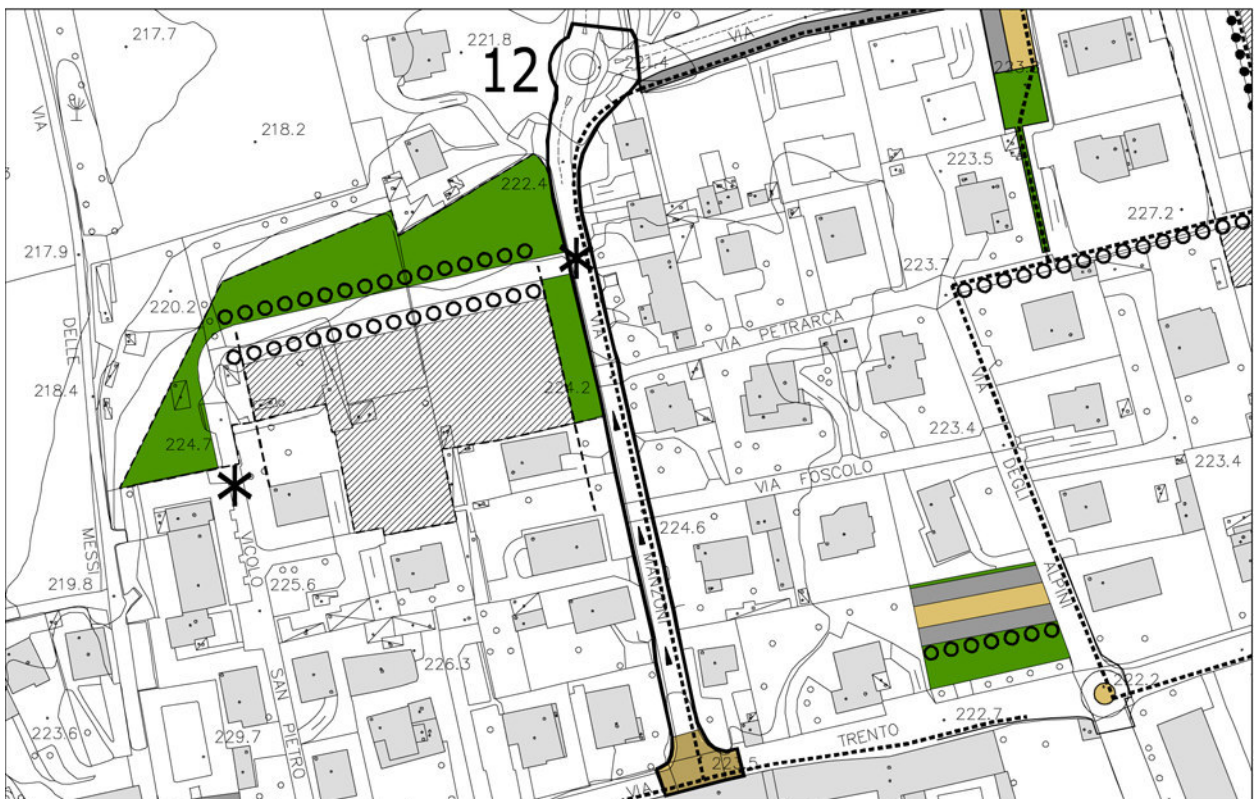 217.7
221.8
12
VIA
221.4
VIA
218.2
223.5
222.4
227.2
217.9
223.7
220.2
VIA
VIA PETRARCA
DELLE
218.4
224.2
VIA
223.4
224.7
223.4
VIA FOSCOLO
DEGLI
224.6
MESSI
VICOLO
219.8
225.6
MANZONI
ALPINI
226.3
SAN PIETRO
222.2
223.6
229.7
222.7
TRENTO
VIA